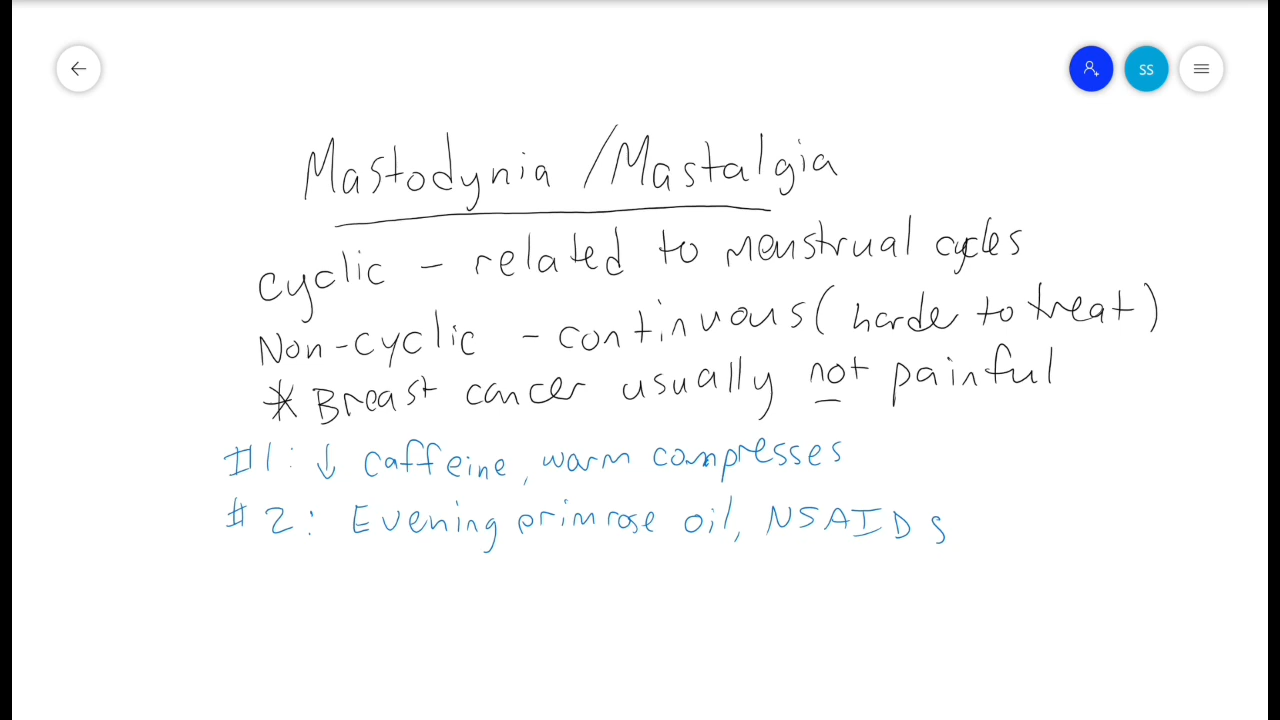 SS
Mastodynia / Mastalgia
cyclic - related to menstrual cycles
Non-cyclic - continuous (harder to treat)
* Breast cancer usually not painful
#1: ↓ caffeine, warm compresses
#2: Evening primrose oil, NSAIDs